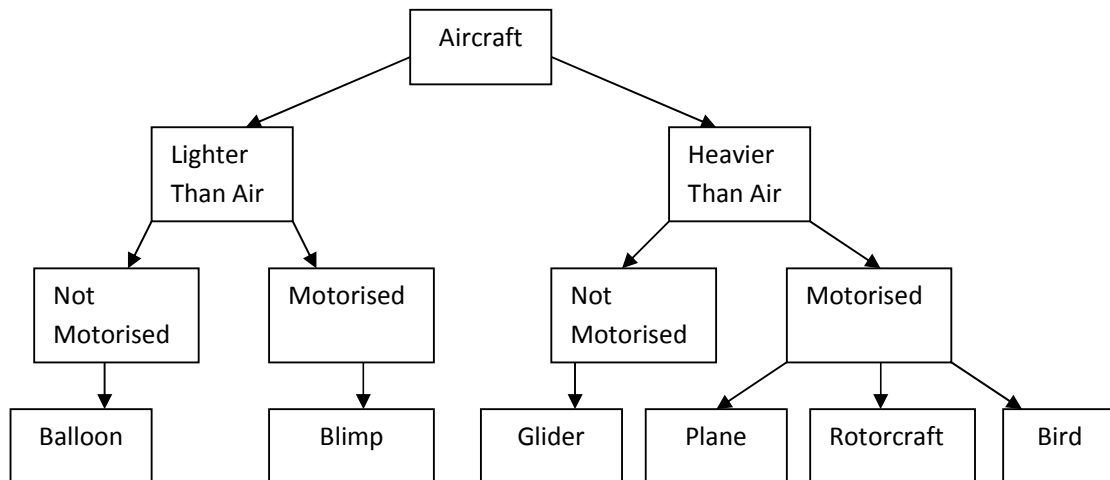 Aircraft
Lighter
Than Air
Heavier
Than Air
Not
Motorised
Motorised
Not
Motorised
Motorised
Balloon
Blimp
Glider
Plane
Rotorcraft
Bird